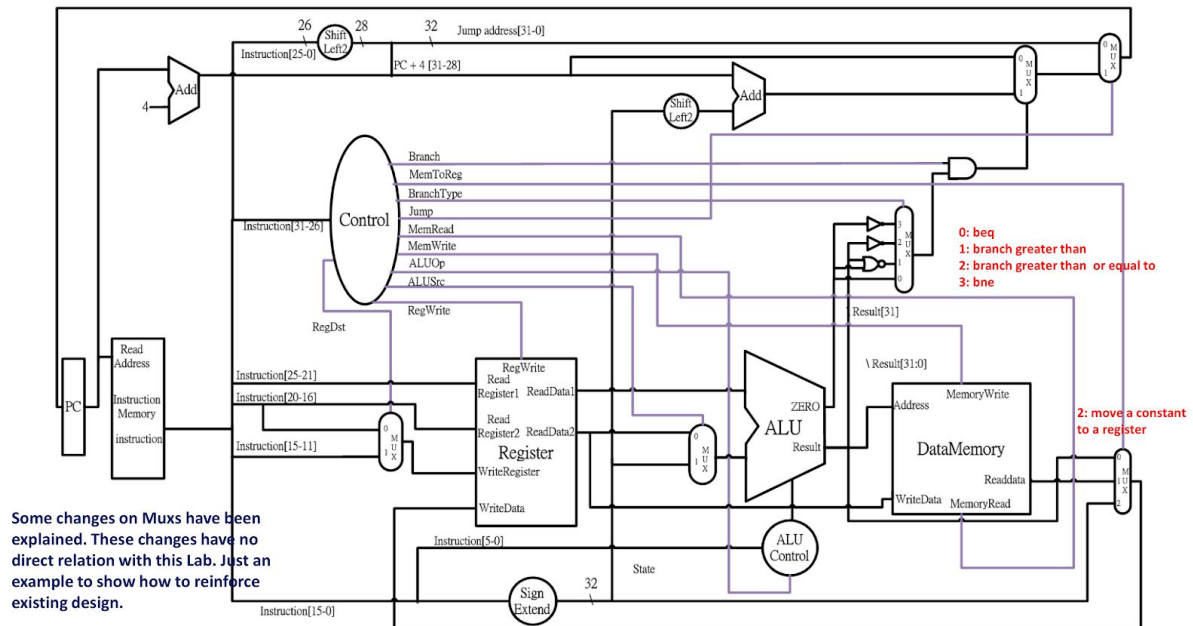 26
28
32
Jump address[31-0]
Shift
Left2
Instruction[25-0]
0
M
U
X
1
PC + 4 [31-28]
0
M
U
X
1
Add
4
Add
Shift
Left2
Branch
MemToReg
BranchType
Jump
MemRead
MemWrite
ALUOp
ALUSrc
RegWrite
Control
Instruction[31-26]
RegDst
3
M
2
U
X
1
0
0: beq
1: branch greater than
2: branch greater than or equal to
3: bne
\ Result[31]
\ Result[31:0]
PC
Read
Address
Instruction
Memory
instruction
Instruction[25-21]
Instruction[20-16]
Instruction[15-11]
0
M
U
1 X
RegWrite
Read
Register1
ReadData1
Read
Register2
ReadData2
Register
WriteRegister
WriteData
0
M
U
1 X
ZERO
ALU
Result
MemoryWrite
Address
DataMemory
Readdata
WriteData
MemoryRead
2: move a constant
to a register
0
M
1 U
X
2
Some changes on Muxs have been
explained. These changes have no
direct relation with this Lab. Just an
example to show how to reinforce
existing design.
Instruction[5-0]
ALU
Control
State
32
Sign
Extend
Instruction[15-0]